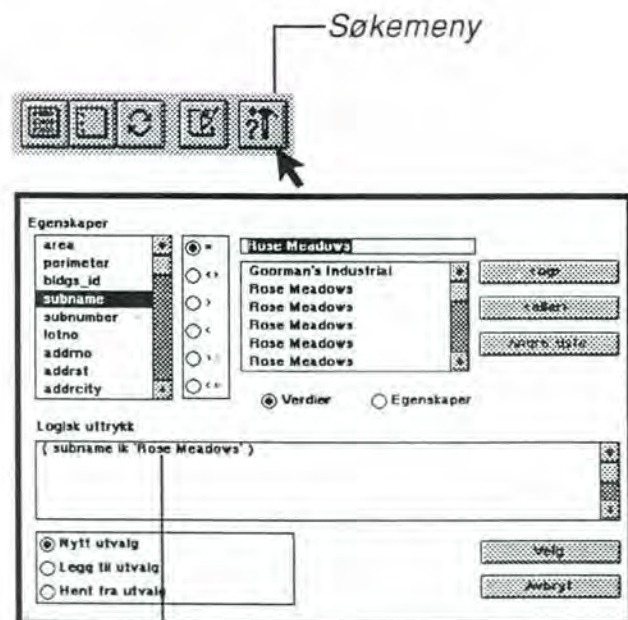 Søkemeny
Egenskaper
area
perimeter
bldgs_id
subname
subnumber
lotno
addrno
addrst
addrcity
=
<>
>
<
Rose Meadows
Goorman's Industrial
Rose Meadows
Rose Meadows
Rose Meadows
Rose Meadows
Rose Meadows
Verdier
Egenskaper
<og>
<eller>
Logisk uttrykk
( subname lk 'Rose Meadows' )
Nytt utvalg
Legg til utvalg
Hent fra utvalg
Velg
Avbryt